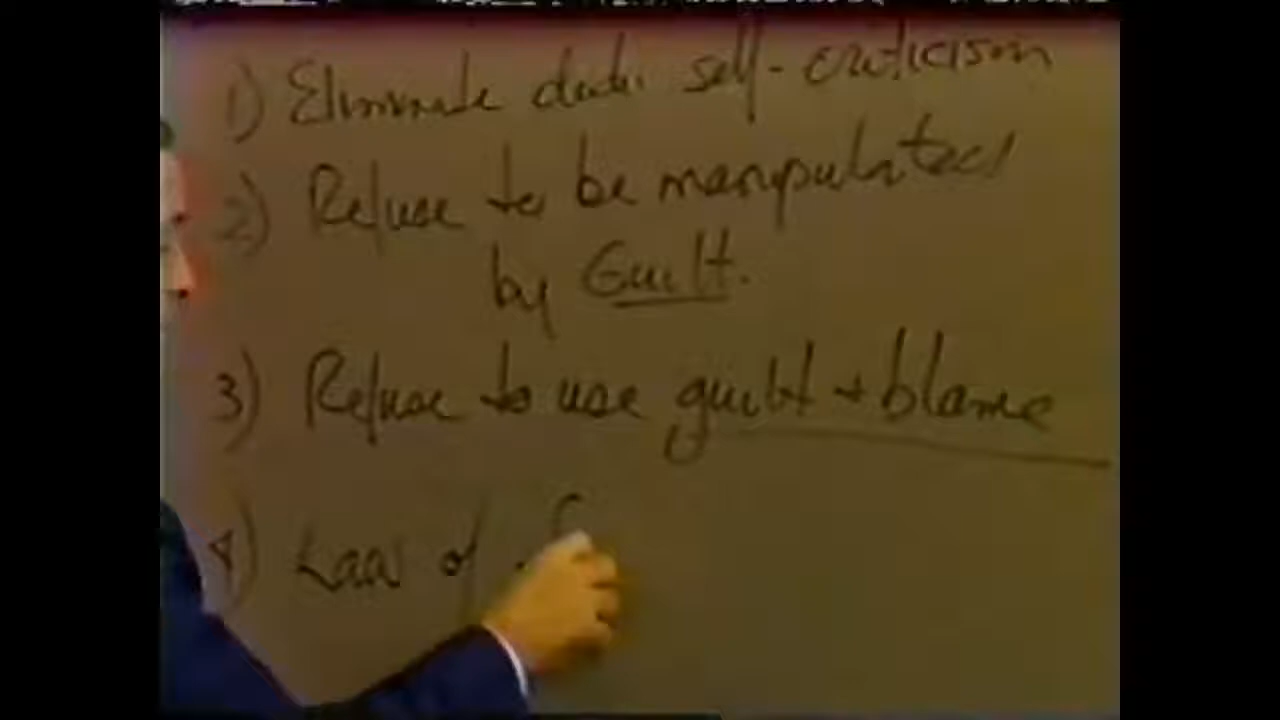 1) Eliminate self-criticism
2) Refuse to be manipulated
by Guilt.
3) Refuse to use guilt + blame
4) Law of